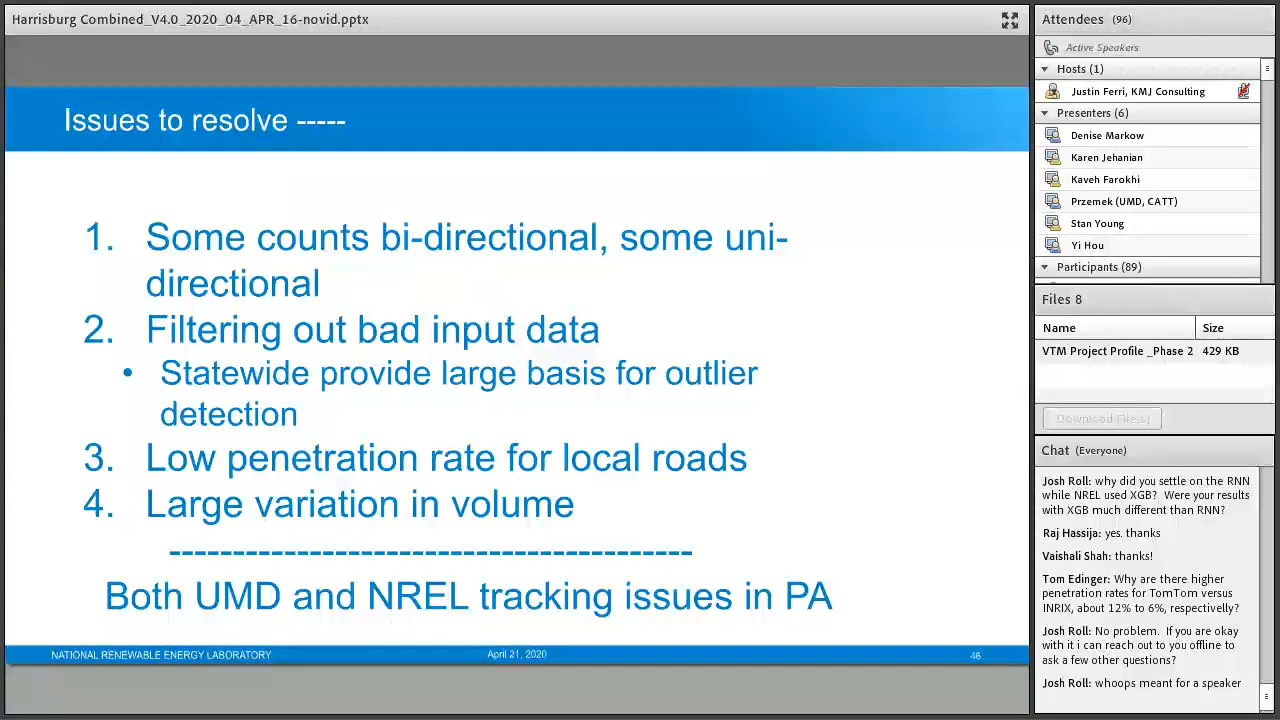 Harrisburg Combined_V4.0_2020_04_APR_16-novid.pptx
Issues to resolve -----
1. Some counts bi-directional, some uni-
directional
2. Filtering out bad input data
• Statewide provide large basis for outlier
detection
3. Low penetration rate for local roads
4. Large variation in volume
-----------------------------------------
Both UMD and NREL tracking issues in PA
NATIONAL RENEWABLE ENERGY LABORATORY
April 21, 2020
46
Attendees (96)
Active Speakers
Hosts (1)
Justin Ferri, KMJ Consulting
Presenters (6)
Denise Markow
Karen Jehanian
Kaveh Farokhi
Przemek (UMD, CATT)
Stan Young
Yi Hou
Participants (89)
Files 8
Name Size
VTM Project Profile _Phase 2 429 KB
Download File(s)
Chat (Everyone)
Josh Roll: why did you settle on the RNN
while NREL used XGB? Were your results
with XGB much different than RNN?
Raj Hassija: yes. thanks
Vaishali Shah: thanks!
Tom Edinger: Why are there higher
penetration rates for TomTom versus
INRIX, about 12% to 6%, respectivelly?
Josh Roll: No problem. If you are okay
with it i can reach out to you offline to
ask a few other questions?
Josh Roll: whoops meant for a speaker